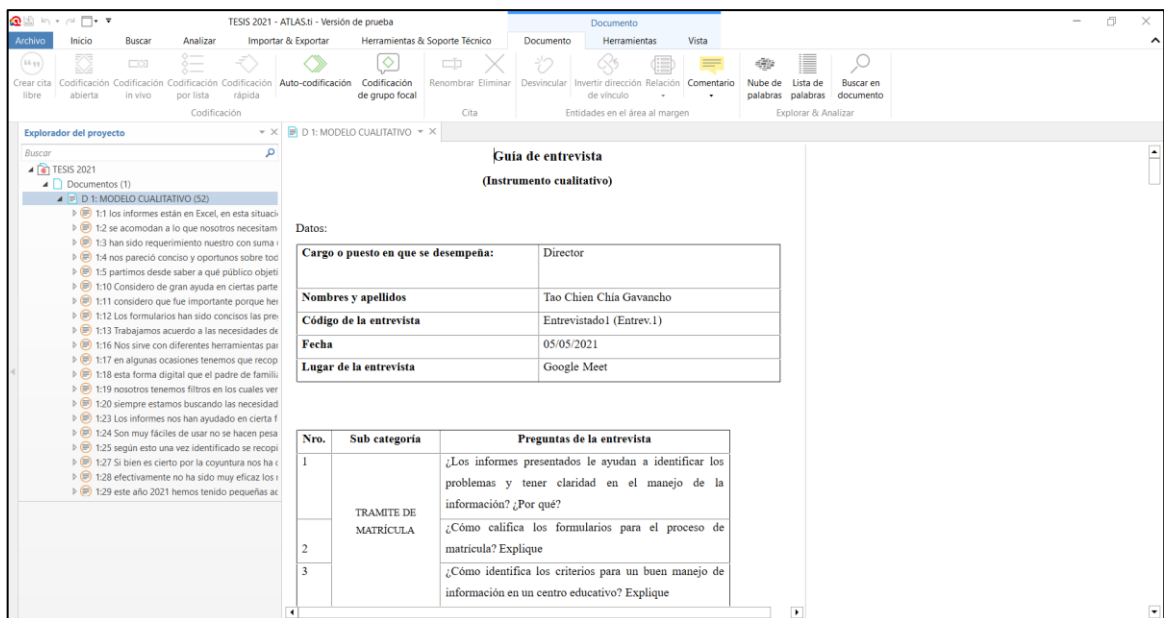 TESIS 2021 - ATLAS.ti - Versión de prueba
Documento
Archivo Inicio Buscar Analizar Importar & Exportar Herramientas & Soporte Técnico Documento Herramientas Vista
Crear cita libre
Codificación abierta
Codificación in vivo
Codificación por lista
Codificación rápida
Auto-codificación
Codificación de grupo focal
Renombrar
Eliminar
Desvincular
Invertir dirección de vínculo
Relación
Comentario
Nube de palabras
Lista de palabras
Buscar en documento
Codificación
Cita
Entidades en el área al margen
Explorar & Analizar
Explorador del proyecto
Buscar
TESIS 2021
Documentos (1)
D 1: MODELO CUALITATIVO (52)
1:1 los informes están en Excel, en esta situaci
1:2 se acomodan a lo que nosotros necesitam
1:3 han sido requerimiento nuestro con suma
1:4 nos pareció conciso y oportunos sobre tod
1:5 partimos desde saber a qué público objeti
1:10 Considero de gran ayuda en ciertas parte
1:11 considero que fue importante porque her
1:12 Los formularios han sido concisos las pre
1:13 Trabajamos acuerdo a las necesidades de
1:16 Nos sirve con diferentes herramientas par
1:17 en algunas ocasiones tenemos que recop
1:18 esta forma digital que el padre de famili
1:19 nosotros tenemos filtros en los cuales ver
1:20 siempre estamos buscando las necesidad
1:23 Los informes nos han ayudado en cierta f
1:24 Son muy fáciles de usar no se hacen pesa
1:25 según esto una vez identificado se recopi
1:27 Si bien es cierto por la coyuntura nos ha c
1:28 efectivamente no ha sido muy eficaz los
1:29 este año 2021 hemos tenido pequeñas ac
D 1: MODELO CUALITATIVO
Guía de entrevista
(Instrumento cualitativo)
Datos:
Cargo o puesto en que se desempeña: Director
Nombres y apellidos Tao Chien Chía Gavancho
Código de la entrevista Entrevistado1 (Entrev.1)
Fecha 05/05/2021
Lugar de la entrevista Google Meet
Nro. Sub categoría Preguntas de la entrevista
TRAMITE DE
MATRÍCULA
1 ¿Los informes presentados le ayudan a identificar los
problemas y tener claridad en el manejo de la
información? ¿Por qué?
2 ¿Cómo califica los formularios para el proceso de
matrícula? Explique
3 ¿Cómo identifica los criterios para un buen manejo de
información en un centro educativo? Explique